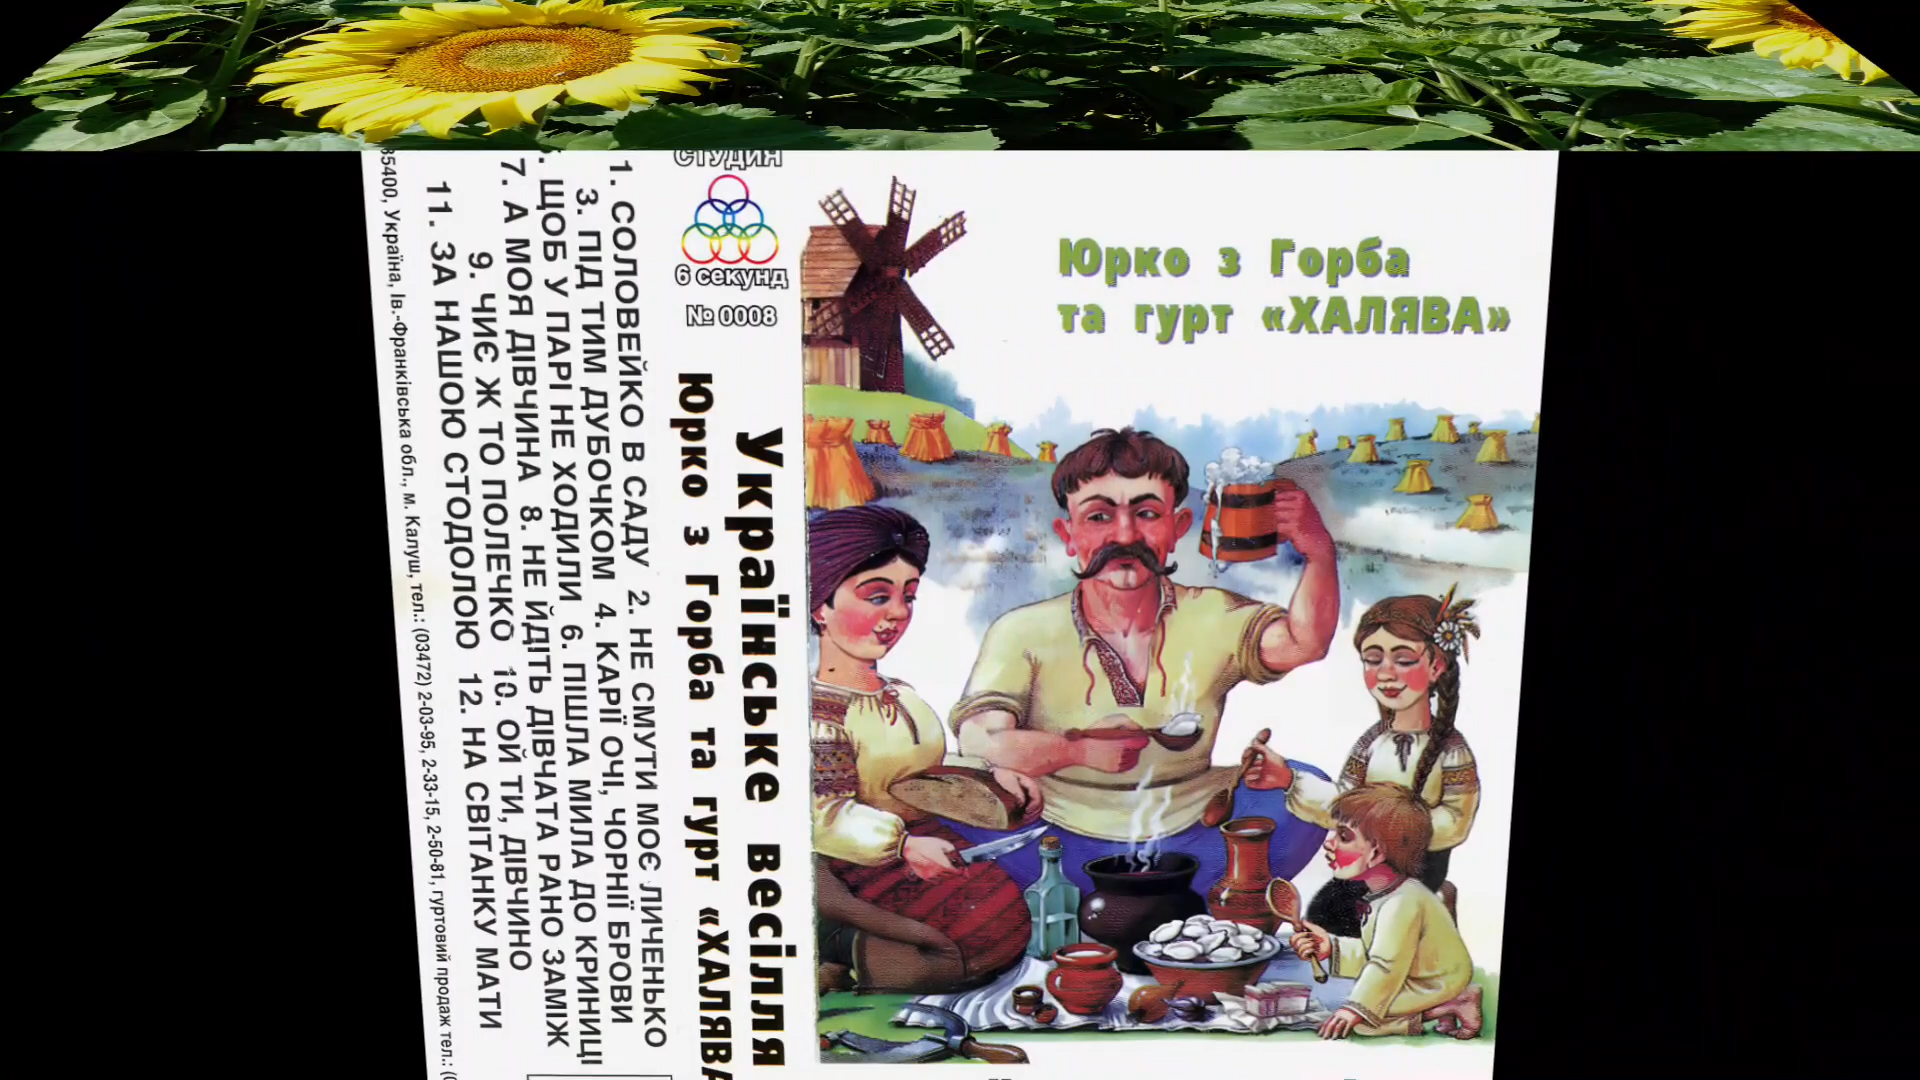 Юрко з Горба
та гурт «ХАЛЯВА»
СТУДИЯ
6 секунд
№ 0008
Українське весілля
Юрко з Горба та гурт «ХАЛЯВА
1. СОЛОВЕЙКО В САДУ 2. НЕ СМУТИ МОЄ ЛИЧЕНЬКО
3. ПІД ТИМ ДУБОЧКОМ 4. КАРІЇ ОЧІ, ЧОРНІЇ БРОВИ
. ЩОБ У ПАРІ НЕ ХОДИЛИ 6. ПІШЛА МИЛА ДО КРИНИЦІ
7. А МОЯ ДІВЧИНА 8. НЕ ЙДІТЬ ДІВЧАТА РАНО ЗАМІЖ
9. ЧИЄ Ж ТО ПОЛЕЧКО 10. ОЙ ТИ, ДІВЧИНО
11. ЗА НАШОЮ СТОДОЛОЮ 12. НА СВІТАНКУ МАТИ
85400, Україна, Ів.-Франківська обл., м. Калуш, тел.: (03472) 2-03-95, 2-33-15, 2-50-81, гуртовий продаж тел.: (